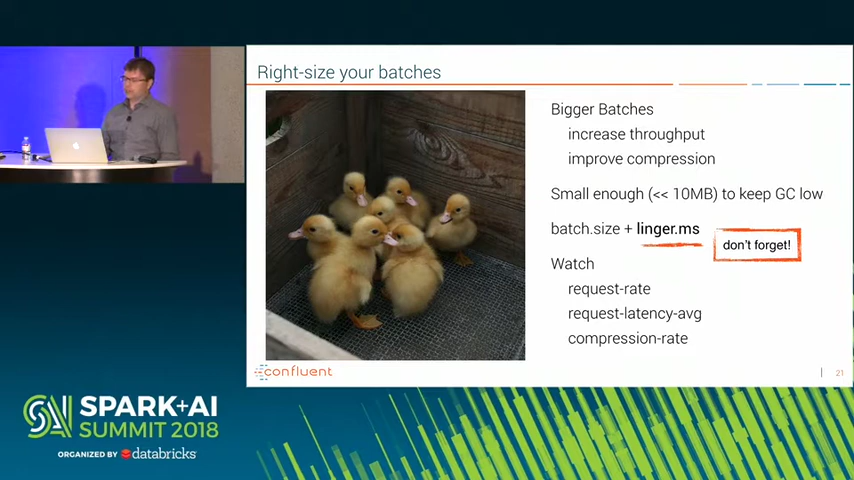 Right-size your batches
Bigger Batches
increase throughput
improve compression
Small enough (<< 10MB) to keep GC low
batch.size + linger.ms
don't forget!
Watch
request-rate
request-latency-avg
compression-rate
confluent
21
SPARK+AI
SUMMIT 2018
ORGANIZED BY databricks